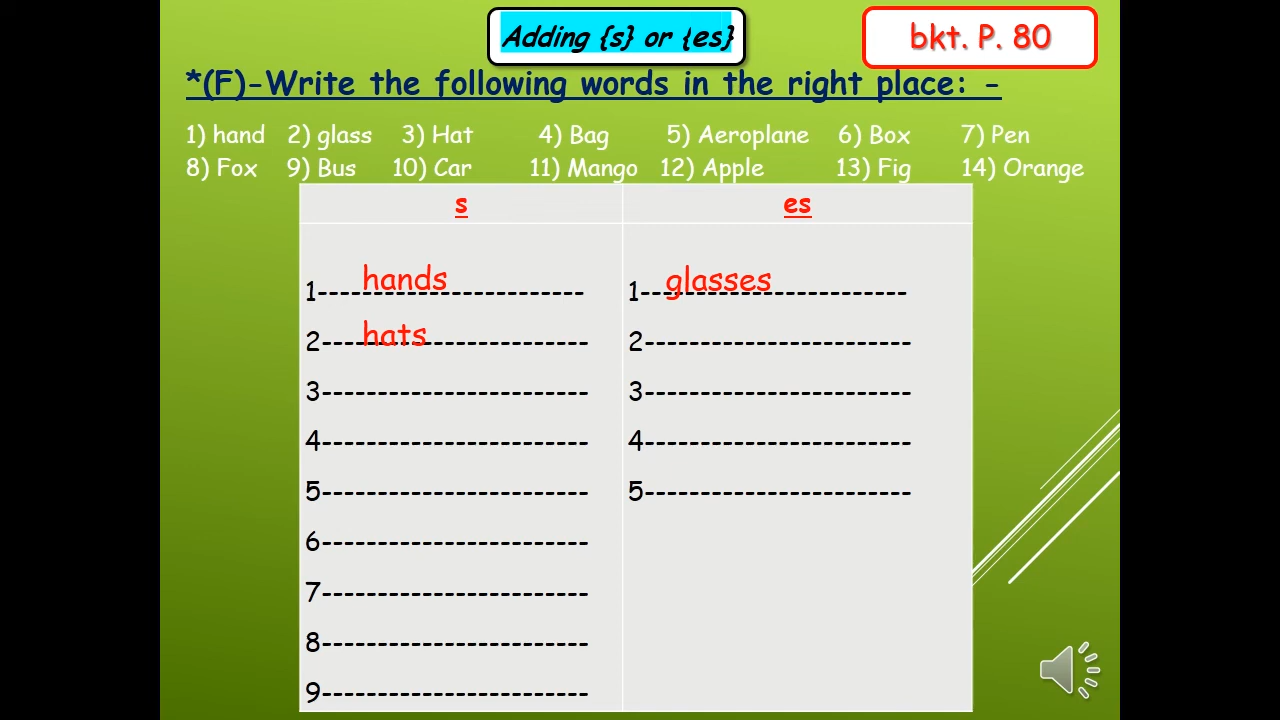 Adding {s} or {es}
bkt. P. 80
*(F)-Write the following words in the right place: -
1) hand 2) glass 3) Hat 4) Bag 5) Aeroplane 6) Box 7) Pen
8) Fox 9) Bus 10) Car 11) Mango 12) Apple 13) Fig 14) Orange
s es
1------------------------ hands 1------------------------ glasses
2------------------------ hats 2------------------------
3------------------------ 3------------------------
4------------------------ 4------------------------
5------------------------ 5------------------------
6------------------------
7------------------------
8------------------------
9------------------------